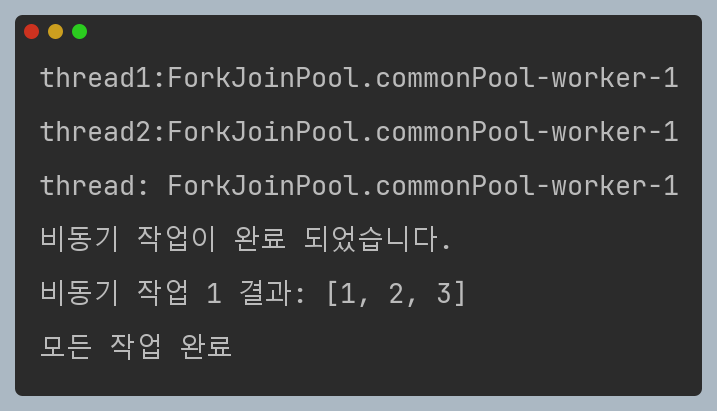 thread1:ForkJoinPool.commonPool-worker-1
thread2:ForkJoinPool.commonPool-worker-1
thread: ForkJoinPool.commonPool-worker-1
비동기 작업이 완료 되었습니다.
비동기 작업 1 결과: [1, 2, 3]
모든 작업 완료